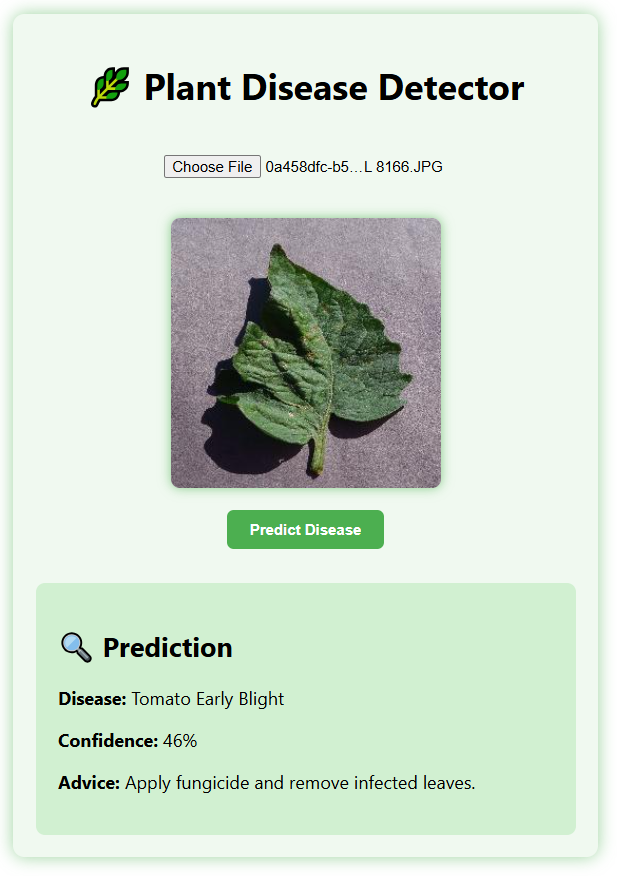 Plant Disease Detector
Choose File 0a458dfc-b5...L 8166.JPG
Predict Disease
Prediction
Disease: Tomato Early Blight
Confidence: 46%
Advice: Apply fungicide and remove infected leaves.